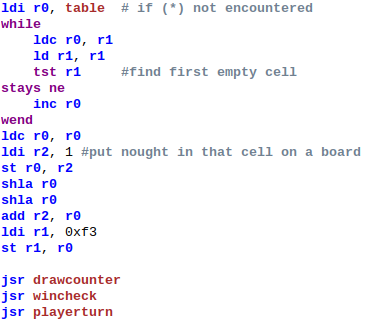 ldi r0, table  # if (*) not encountered
while
    ldc r0, r1
    ld r1, r1
    tst r1     #find first empty cell
stays ne
    inc r0
wend
ldc r0, r0
ldi r2, 1 #put nought in that cell on a board
st r0, r2
shla r0
shla r0
add r2, r0
ldi r1, 0xf3
st r1, r0

jsr drawcounter
jsr wincheck
jsr playerturn